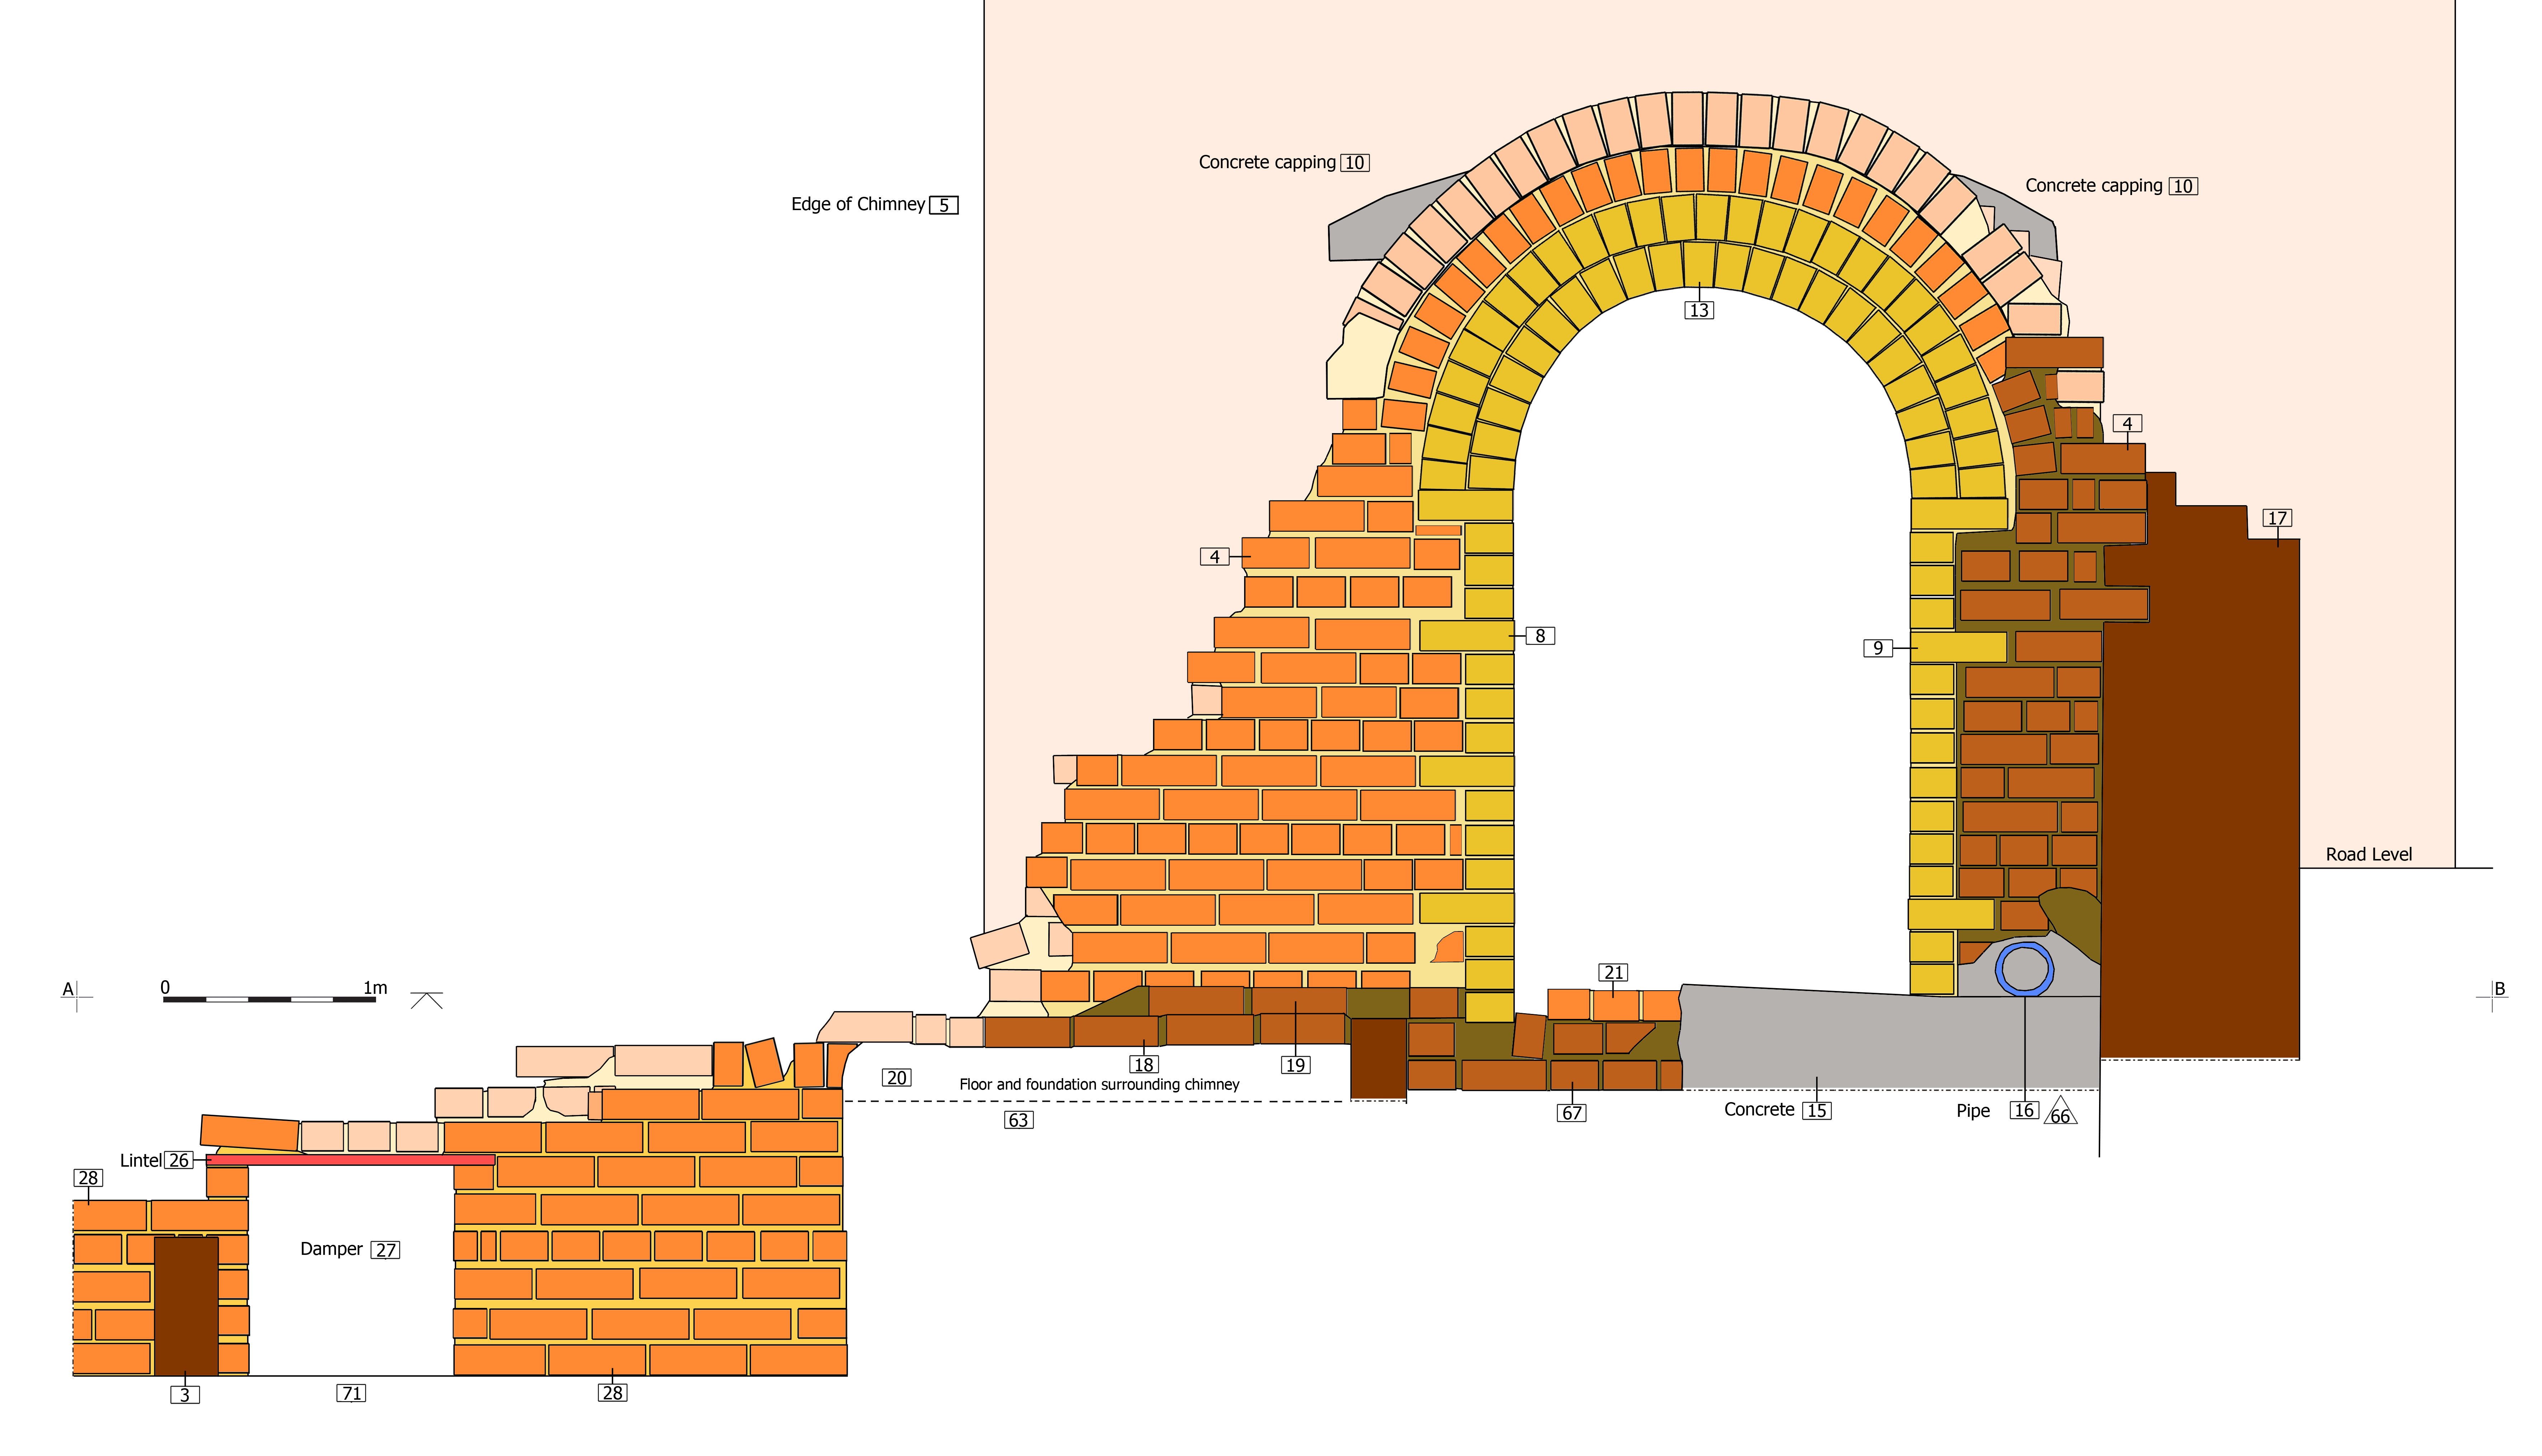 Concrete capping 10
Concrete capping 10
Edge of Chimney 5
13
4
17
4
8
9
Road Level
21
A
0 1m
B
18
19
20
Floor and foundation surrounding chimney
63
67
Concrete 15
Pipe 16 66
Lintel 26
28
Damper 27
3
71
28